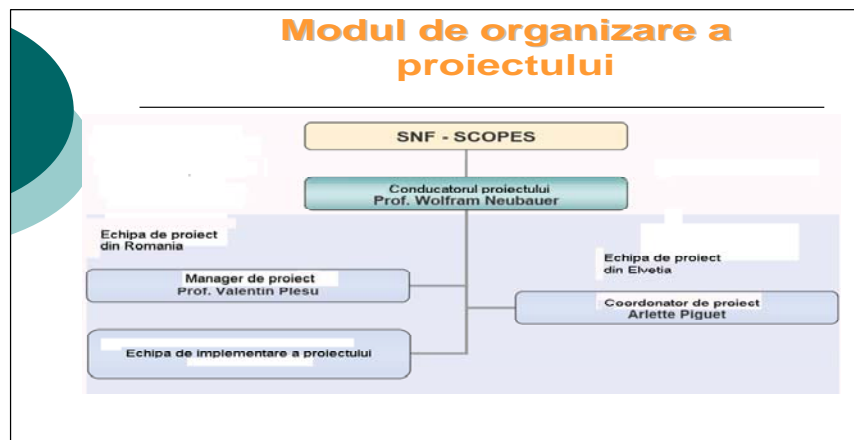 Modul de organizare a
proiectului
SNF - SCOPES
Conducatorul proiectului
Prof. Wolfram Neubauer
Echipa de proiect
din Romania
Manager de proiect
Prof. Valentin Plesu
Echipa de implementare a proiectului
Echipa de proiect
din Elvetia
Coordonator de proiect
Arlette Piguet